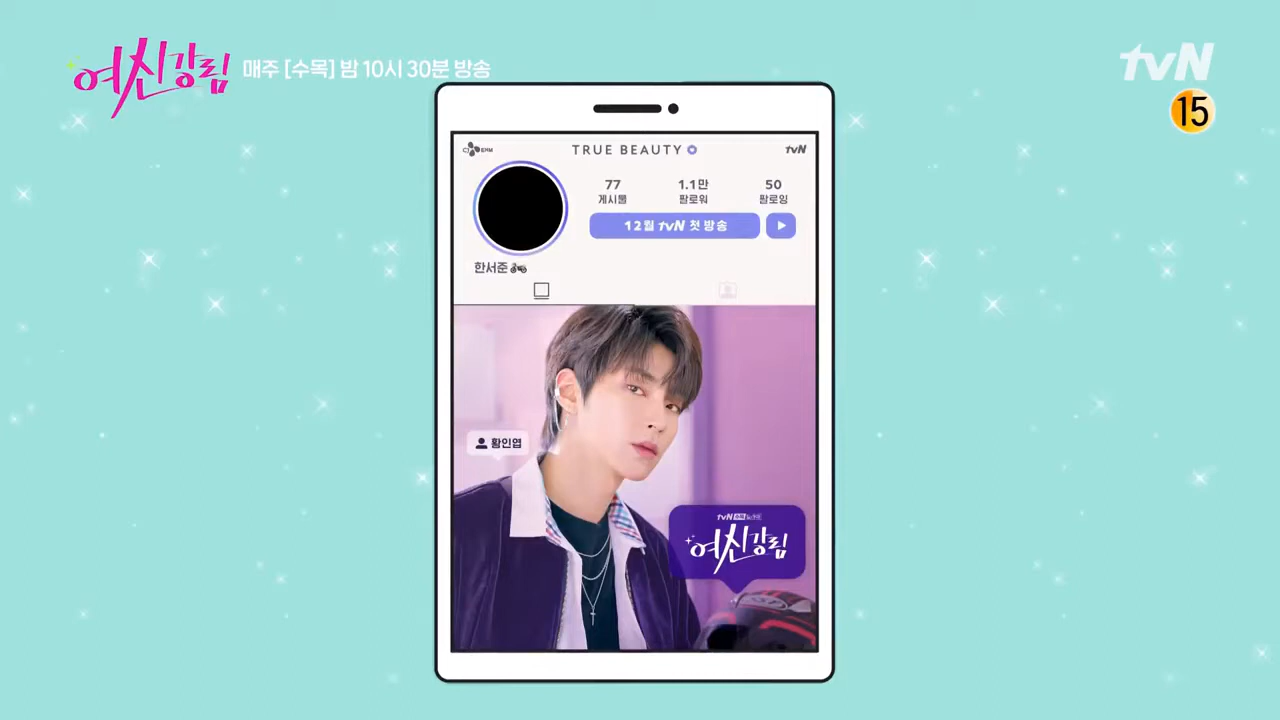 여신강림
매주 [수목] 밤 10시 30분 방송
tvN
15
CJ ENM
TRUE BEAUTY
tvN
77
게시물
1.1만
팔로워
50
팔로잉
12월 tvN 첫 방송
한서준
황인엽
tvN
여신강림